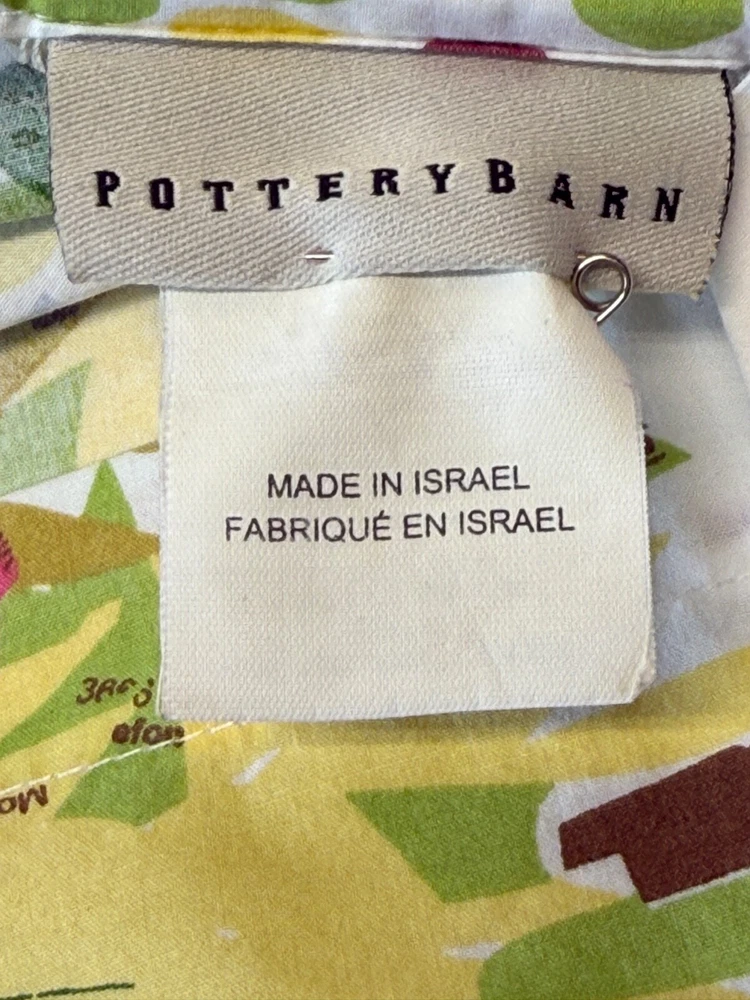 POTTERYBARN
MADE IN ISRAEL
FABRIQUÉ EN ISRAEL